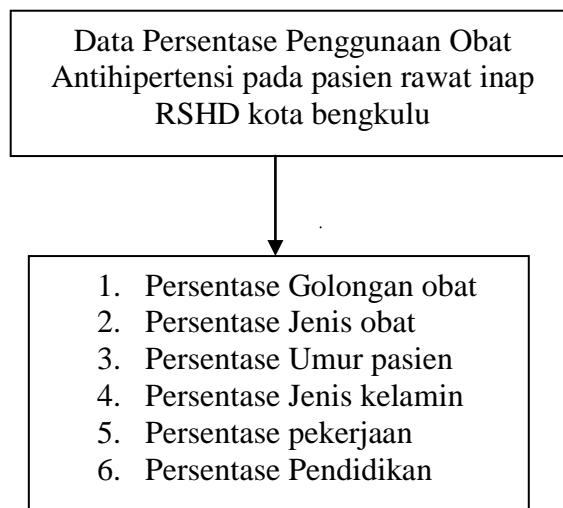 Data Persentase Penggunaan Obat
Antihipertensi pada pasien rawat inap
RSHD kota bengkulu
1. Persentase Golongan obat
2. Persentase Jenis obat
3. Persentase Umur pasien
4. Persentase Jenis kelamin
5. Persentase pekerjaan
6. Persentase Pendidikan